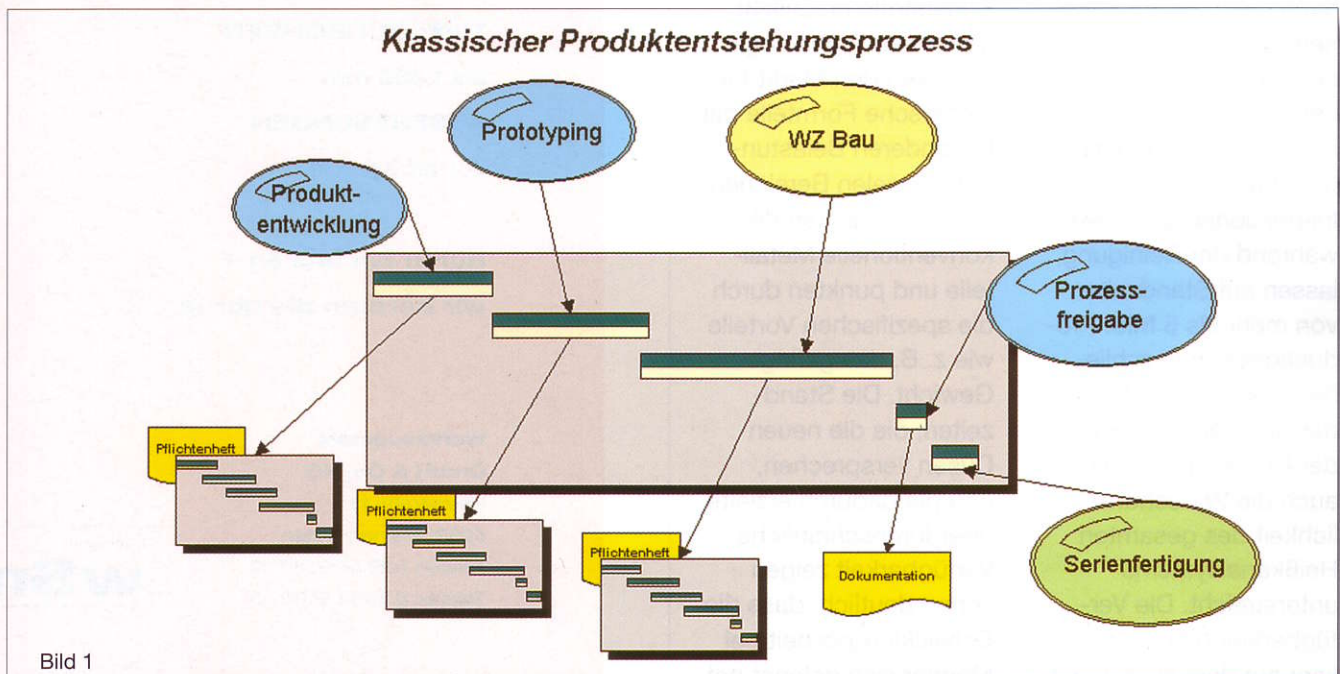 Klassischer Produktentstehungsprozess
Prototyping
WZ Bau
Produkt-
entwicklung
Prozess-
freigabe
Pflichtenheft
Pflichtenheft
Pflichtenheft
Dokumentation
Serienfertigung
Bild 1